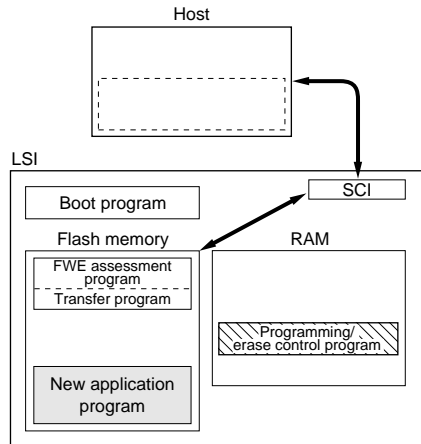 Host
LSI
SCI
Boot program
Flash memory
RAM
FWE assessment
program
Transfer program
Programming/
erase control program
New application
program